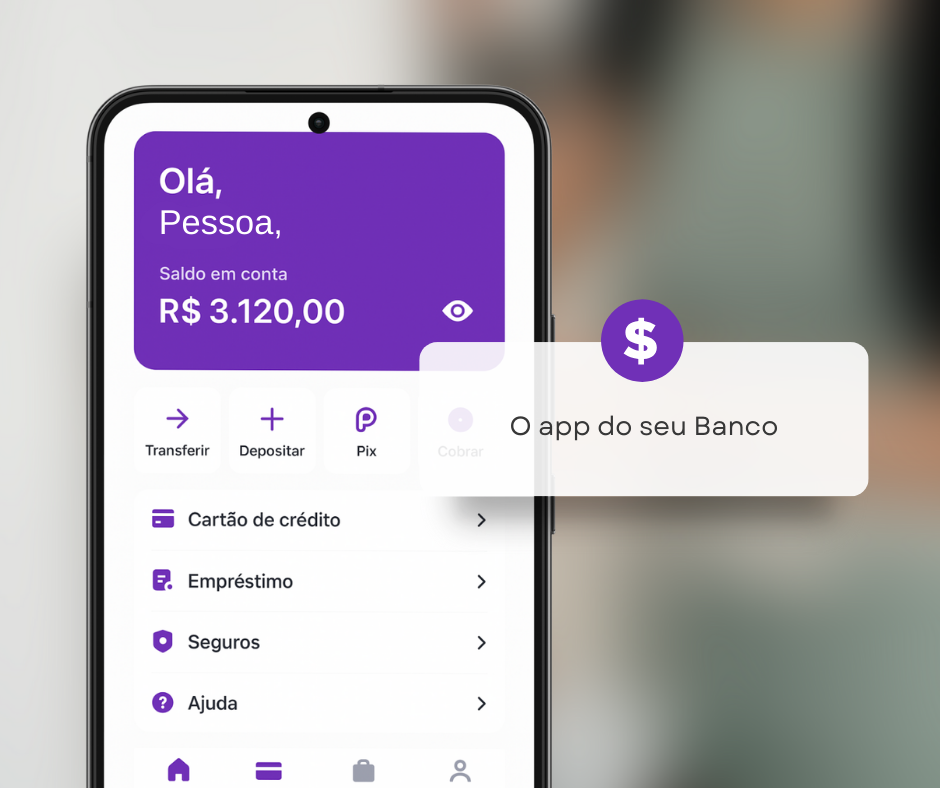 Olá,
Pessoa,
Saldo em conta
R$ 3.120,00
$
Transferir
Depositar
Pix
Cobrar
O app do seu Banco
Cartão de crédito
Empréstimo
Seguros
Ajuda